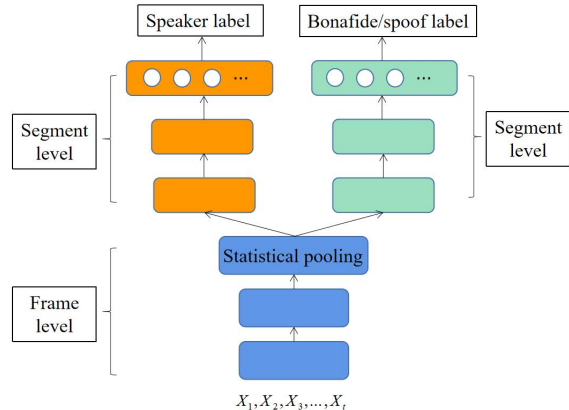 Speaker label
Bonafide/spoof label
...
...
Segment
level
Segment
level
Statistical pooling
Frame
level
X₁, X₂, X₃, ..., Xₜ